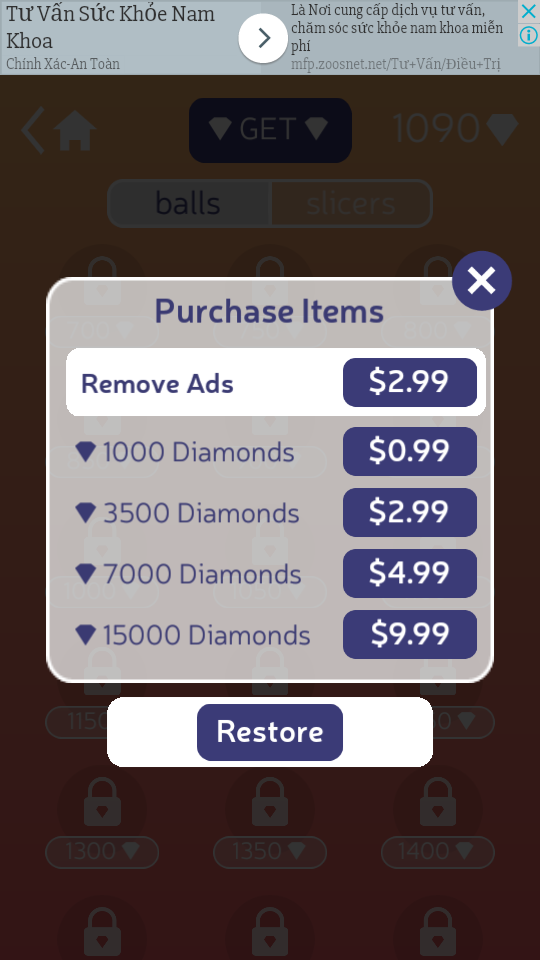 Tư Vấn Sức Khỏe Nam
Khoa
Chính Xác-An Toàn
Là Nơi cung cấp dịch vụ tư vấn,
chăm sóc sức khỏe nam khoa miễn
phí
mfp.zoosnet.net/Tư+Vấn/Điều+Trị
GET
1090
balls
slicers
Purchase Items
Remove Ads
$2.99
1000 Diamonds
$0.99
3500 Diamonds
$2.99
7000 Diamonds
$4.99
15000 Diamonds
$9.99
Restore
1300
1350
1400